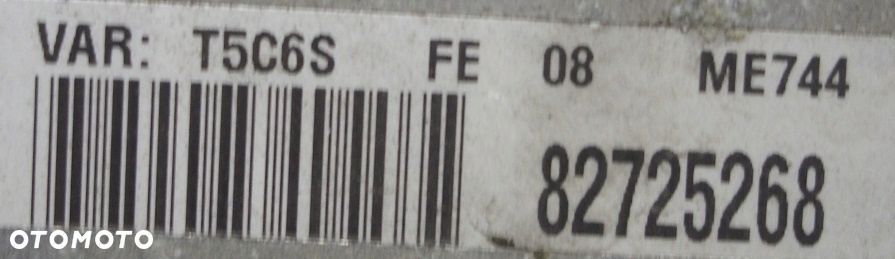 VAR: T5C6S FE 08 ME744
82725268
OTOMOTO